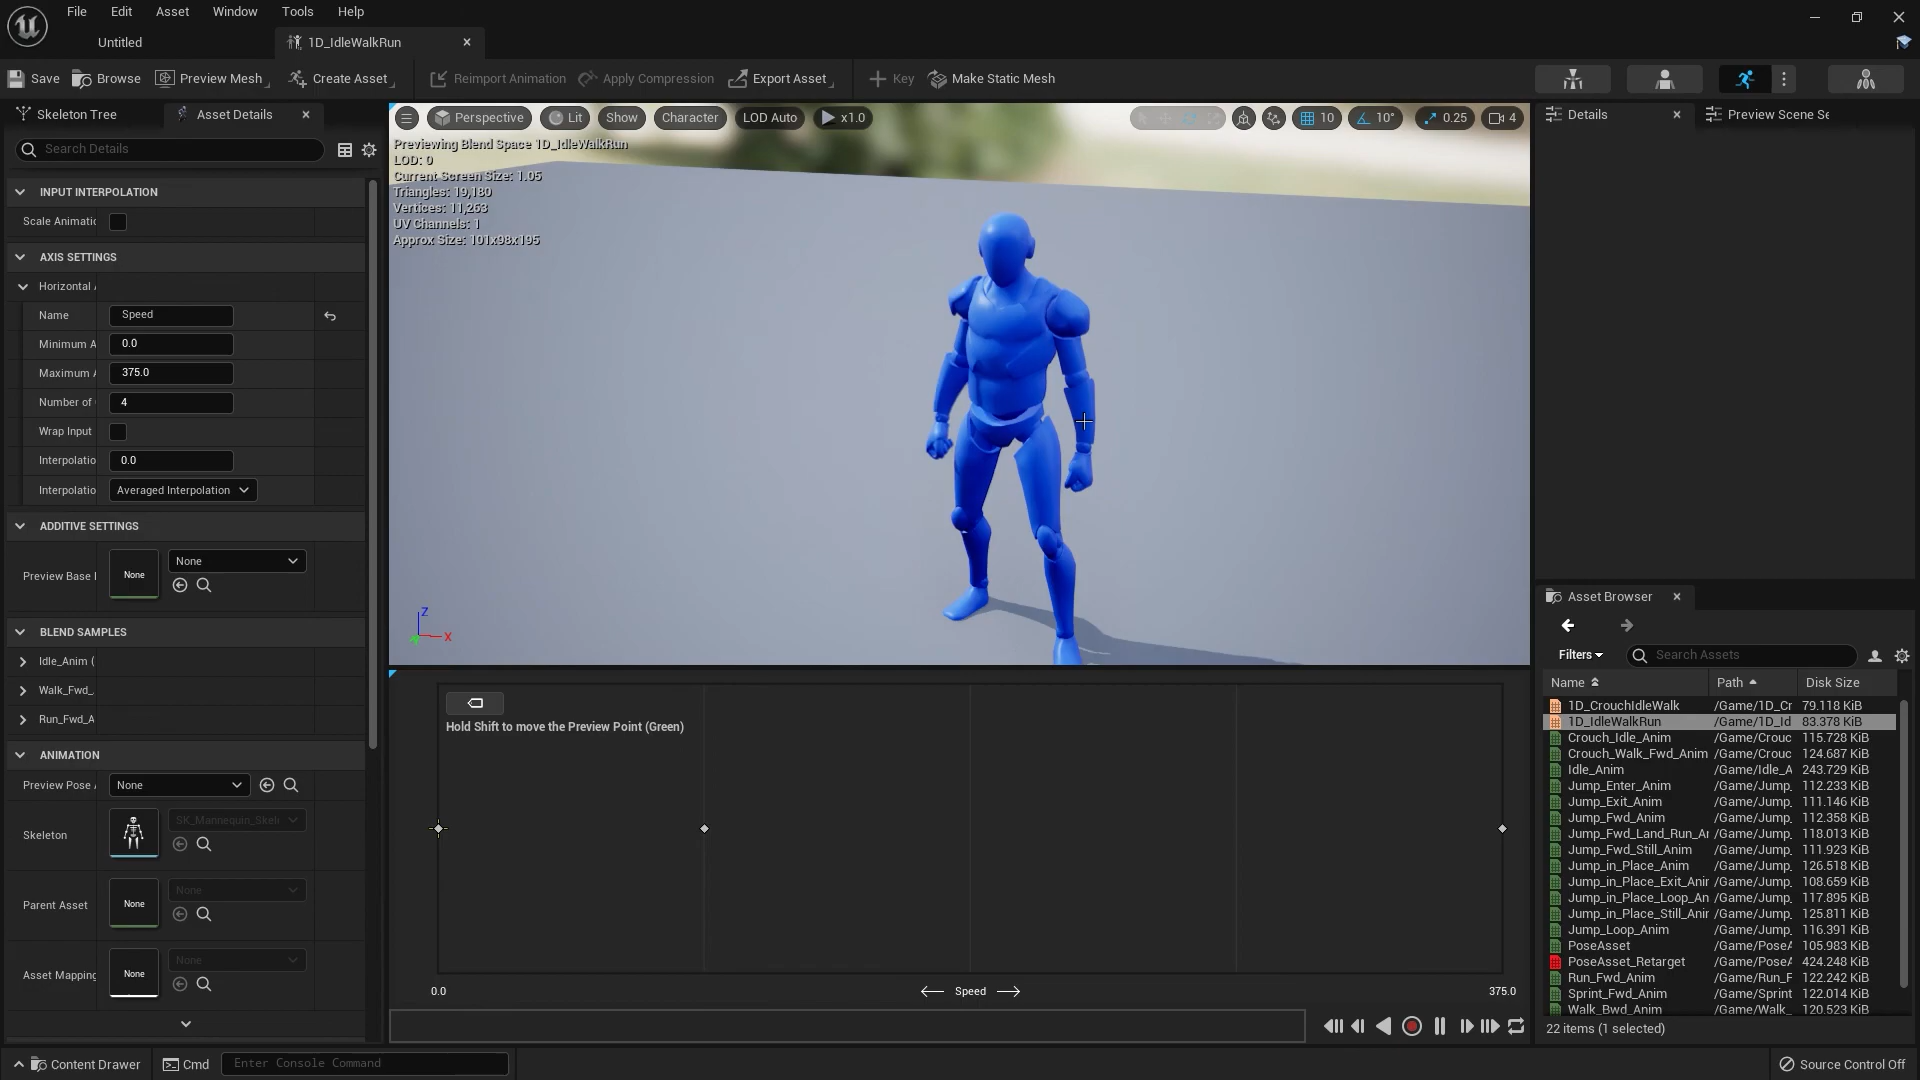 File Edit Asset Window Tools Help
Untitled 1D_IdleWalkRun
Save Browse Preview Mesh Create Asset Reimport Animation Apply Compression Export Asset Key Make Static Mesh
Skeleton Tree Asset Details
Search Details
INPUT INTERPOLATION
Scale Animatic
AXIS SETTINGS
Horizontal
Name Speed
Minimum A 0.0
Maximum 375.0
Number of 4
Wrap Input
Interpolatio 0.0
Interpolatio Averaged Interpolation
ADDITIVE SETTINGS
Preview Base None None
BLEND SAMPLES
Idle_Anim (
Walk_Fwd_
Run_Fwd_A
ANIMATION
Preview Pose None
Skeleton SK_Mannequin_Skel
Parent Asset None None
Asset Mapping None None
Perspective Lit Show Character LOD Auto x1.0 10 10° 0.25 4
Previewing Blend Space 1D_IdleWalkRun
LOD: 0
Current Screen Size: 1.05
Triangles: 19,180
Vertices: 11,263
UV Channels: 1
Approx Size: 101x98x195
Z
X
Hold Shift to move the Preview Point (Green)
0.0 Speed 375.0
Details Preview Scene Se
Asset Browser
Filters Search Assets
Name Path Disk Size
1D_CrouchIdleWalk /Game/1D_Cr 79.118 KiB
1D_IdleWalkRun /Game/1D_Id 83.378 KiB
Crouch_Idle_Anim /Game/Crouc 115.728 KiB
Crouch_Walk_Fwd_Anim /Game/Crouc 124.687 KiB
Idle_Anim /Game/Idle_A 243.729 KiB
Jump_Enter_Anim /Game/Jump_ 112.233 KiB
Jump_Exit_Anim /Game/Jump_ 111.146 KiB
Jump_Fwd_Anim /Game/Jump_ 112.358 KiB
Jump_Fwd_Land_Run_Ar /Game/Jump_ 118.013 KiB
Jump_Fwd_Still_Anim /Game/Jump_ 111.923 KiB
Jump_in_Place_Anim /Game/Jump_ 126.518 KiB
Jump_in_Place_Exit_Anir /Game/Jump_ 108.659 KiB
Jump_in_Place_Loop_An /Game/Jump_ 117.895 KiB
Jump_in_Place_Still_Anir /Game/Jump_ 125.811 KiB
Jump_Loop_Anim /Game/Jump_ 116.391 KiB
PoseAsset /Game/PoseA 105.983 KiB
PoseAsset_Retarget /Game/PoseA 424.248 KiB
Run_Fwd_Anim /Game/Run_F 122.242 KiB
Sprint_Fwd_Anim /Game/Sprint 122.014 KiB
Walk_Bwd_Anim /Game/Walk_ 120.523 KiB
22 items (1 selected)
Content Drawer Cmd Enter Console Command Source Control Off